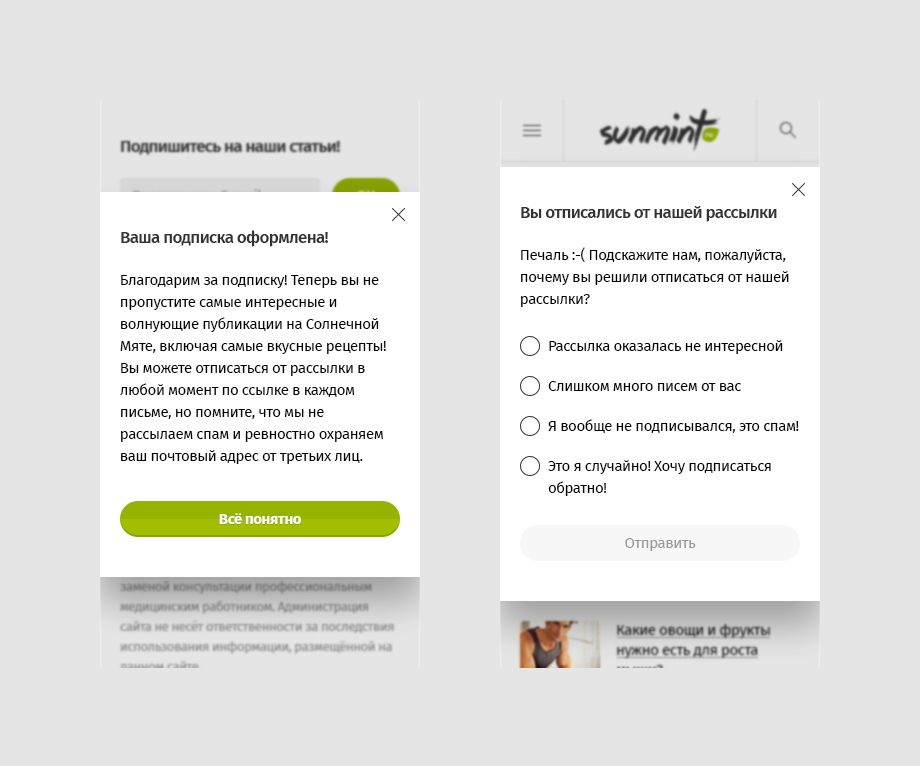 Подпишитесь на наши статьи!
Ваша подписка оформлена!
Благодарим за подписку! Теперь вы не
пропустите самые интересные и
волнующие публикации на Солнечной
Мяте, включая самые вкусные рецепты!
Вы можете отписаться от рассылки в
любой момент по ссылке в каждом
письме, но помните, что мы не
рассылаем спам и ревностно охраняем
ваш почтовый адрес от третьих лиц.
Всё понятно
заменой консультации профессиональным
медицинским работником. Администрация
сайта не несёт ответственности за последствия
использования информации, размещённой на
данном сайте.
sunmint
Вы отписались от нашей рассылки
Печаль :-( Подскажите нам, пожалуйста,
почему вы решили отписаться от нашей
рассылки?
Рассылка оказалась не интересной
Слишком много писем от вас
Я вообще не подписывался, это спам!
Это я случайно! Хочу подписаться
обратно!
Отправить
Какие овощи и фрукты
нужно есть для роста